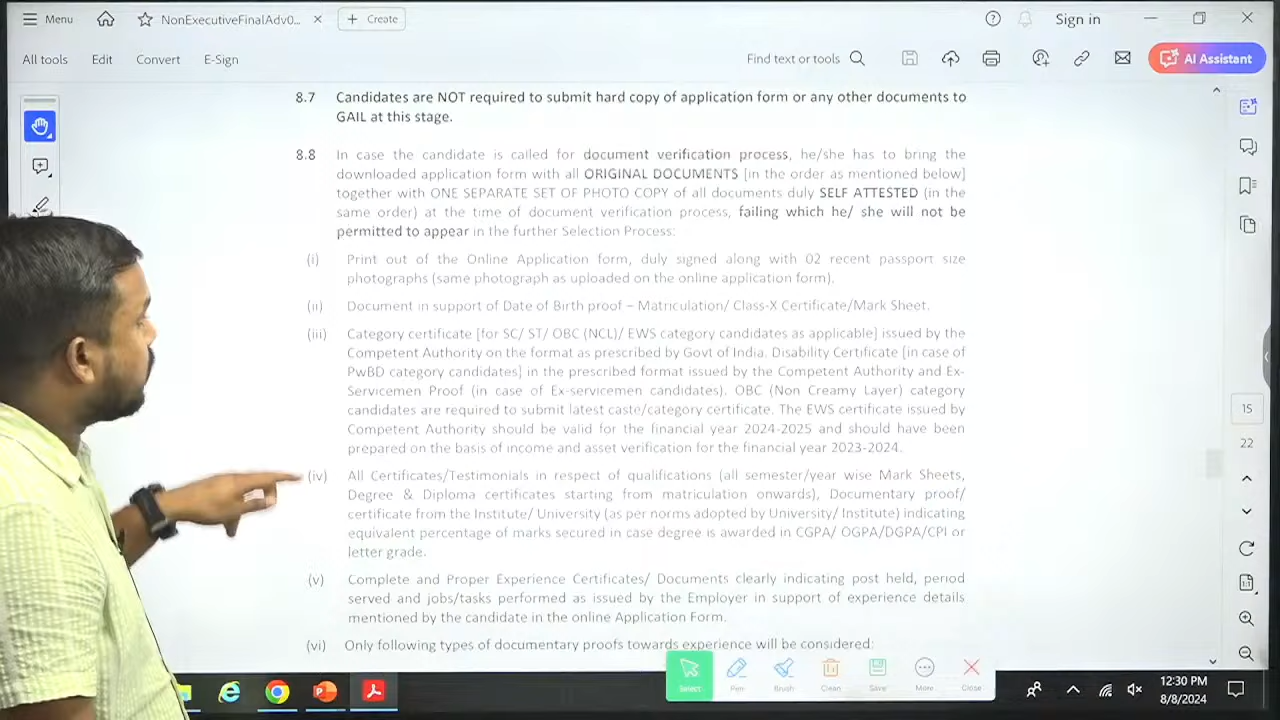 Menu
NonExecutiveFinalAdv0...
Create
Sign in
All tools
Edit
Convert
E-Sign
Find text or tools
AI Assistant
8.7 Candidates are NOT required to submit hard copy of application form or any other documents to
GAIL at this stage.
8.8 In case the candidate is called for document verification process, he/she has to bring the
downloaded application form with all ORIGINAL DOCUMENTS [in the order as mentioned below]
together with ONE SEPARATE SET OF PHOTO COPY of all documents duly SELF ATTESTED (in the
same order) at the time of document verification process, failing which he/ she will not be
permitted to appear in the further Selection Process:
(i) Print out of the Online Application form, duly signed along with 02 recent passport size
photographs (same photograph as uploaded on the online application form).
(ii) Document in support of Date of Birth proof – Matriculation/ Class-X Certificate/Mark Sheet.
(iii) Category certificate [for SC/ ST/ OBC (NCL)/ EWS category candidates as applicable] issued by the
Competent Authority on the format as prescribed by Govt of India. Disability Certificate [in case of
PwBD category candidates] in the prescribed format issued by the Competent Authority and Ex-
Servicemen Proof (in case of Ex-servicemen candidates). OBC (Non Creamy Layer) category
candidates are required to submit latest caste/category certificate. The EWS certificate issued by
Competent Authority should be valid for the financial year 2024-2025 and should have been
prepared on the basis of income and asset verification for the financial year 2023-2024.
(iv) All Certificates/Testimonials in respect of qualifications (all semester/year wise Mark Sheets,
Degree & Diploma certificates starting from matriculation onwards), Documentary proof/
certificate from the Institute/ University (as per norms adopted by University/ Institute) indicating
equivalent percentage of marks secured in case degree is awarded in CGPA/ OGPA/DGPA/CPI or
letter grade.
(v) Complete and Proper Experience Certificates/ Documents clearly indicating post held, period
served and jobs/tasks performed as issued by the Employer in support of experience details
mentioned by the candidate in the online Application Form.
(vi) Only following types of documentary proofs towards experience will be considered:
15
22
Select
Pen
Brush
Clean
Save
More
Close
12:30 PM
8/8/2024